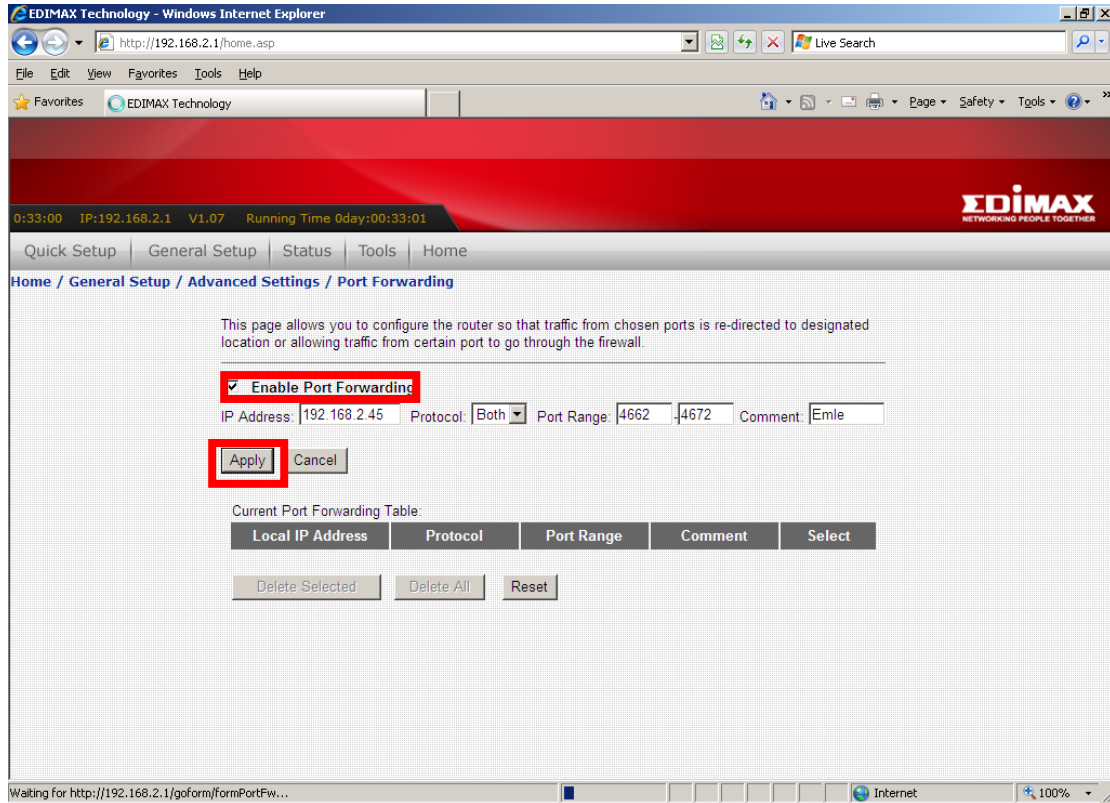 EDIMAX Technology - Windows Internet Explorer
http://192.168.2.1/home.asp Live Search
File Edit View Favorites Tools Help
Favorites EDIMAX Technology Page Safety Tools
EDIMAX
NETWORKING PEOPLE TOGETHER
0:33:00 IP:192.168.2.1 V1.07 Running Time 0day:00:33:01
Quick Setup General Setup Status Tools Home
Home / General Setup / Advanced Settings / Port Forwarding
This page allows you to configure the router so that traffic from chosen ports is re-directed to designated
location or allowing traffic from certain port to go through the firewall.
Enable Port Forwarding
IP Address: 192.168.2.45 Protocol: Both Port Range: 4662 -4672 Comment: Emle
Apply Cancel
Current Port Forwarding Table:
Local IP Address Protocol Port Range Comment Select
Delete Selected Delete All Reset
Waiting for http://192.168.2.1/goform/formPortFw... Internet 100%